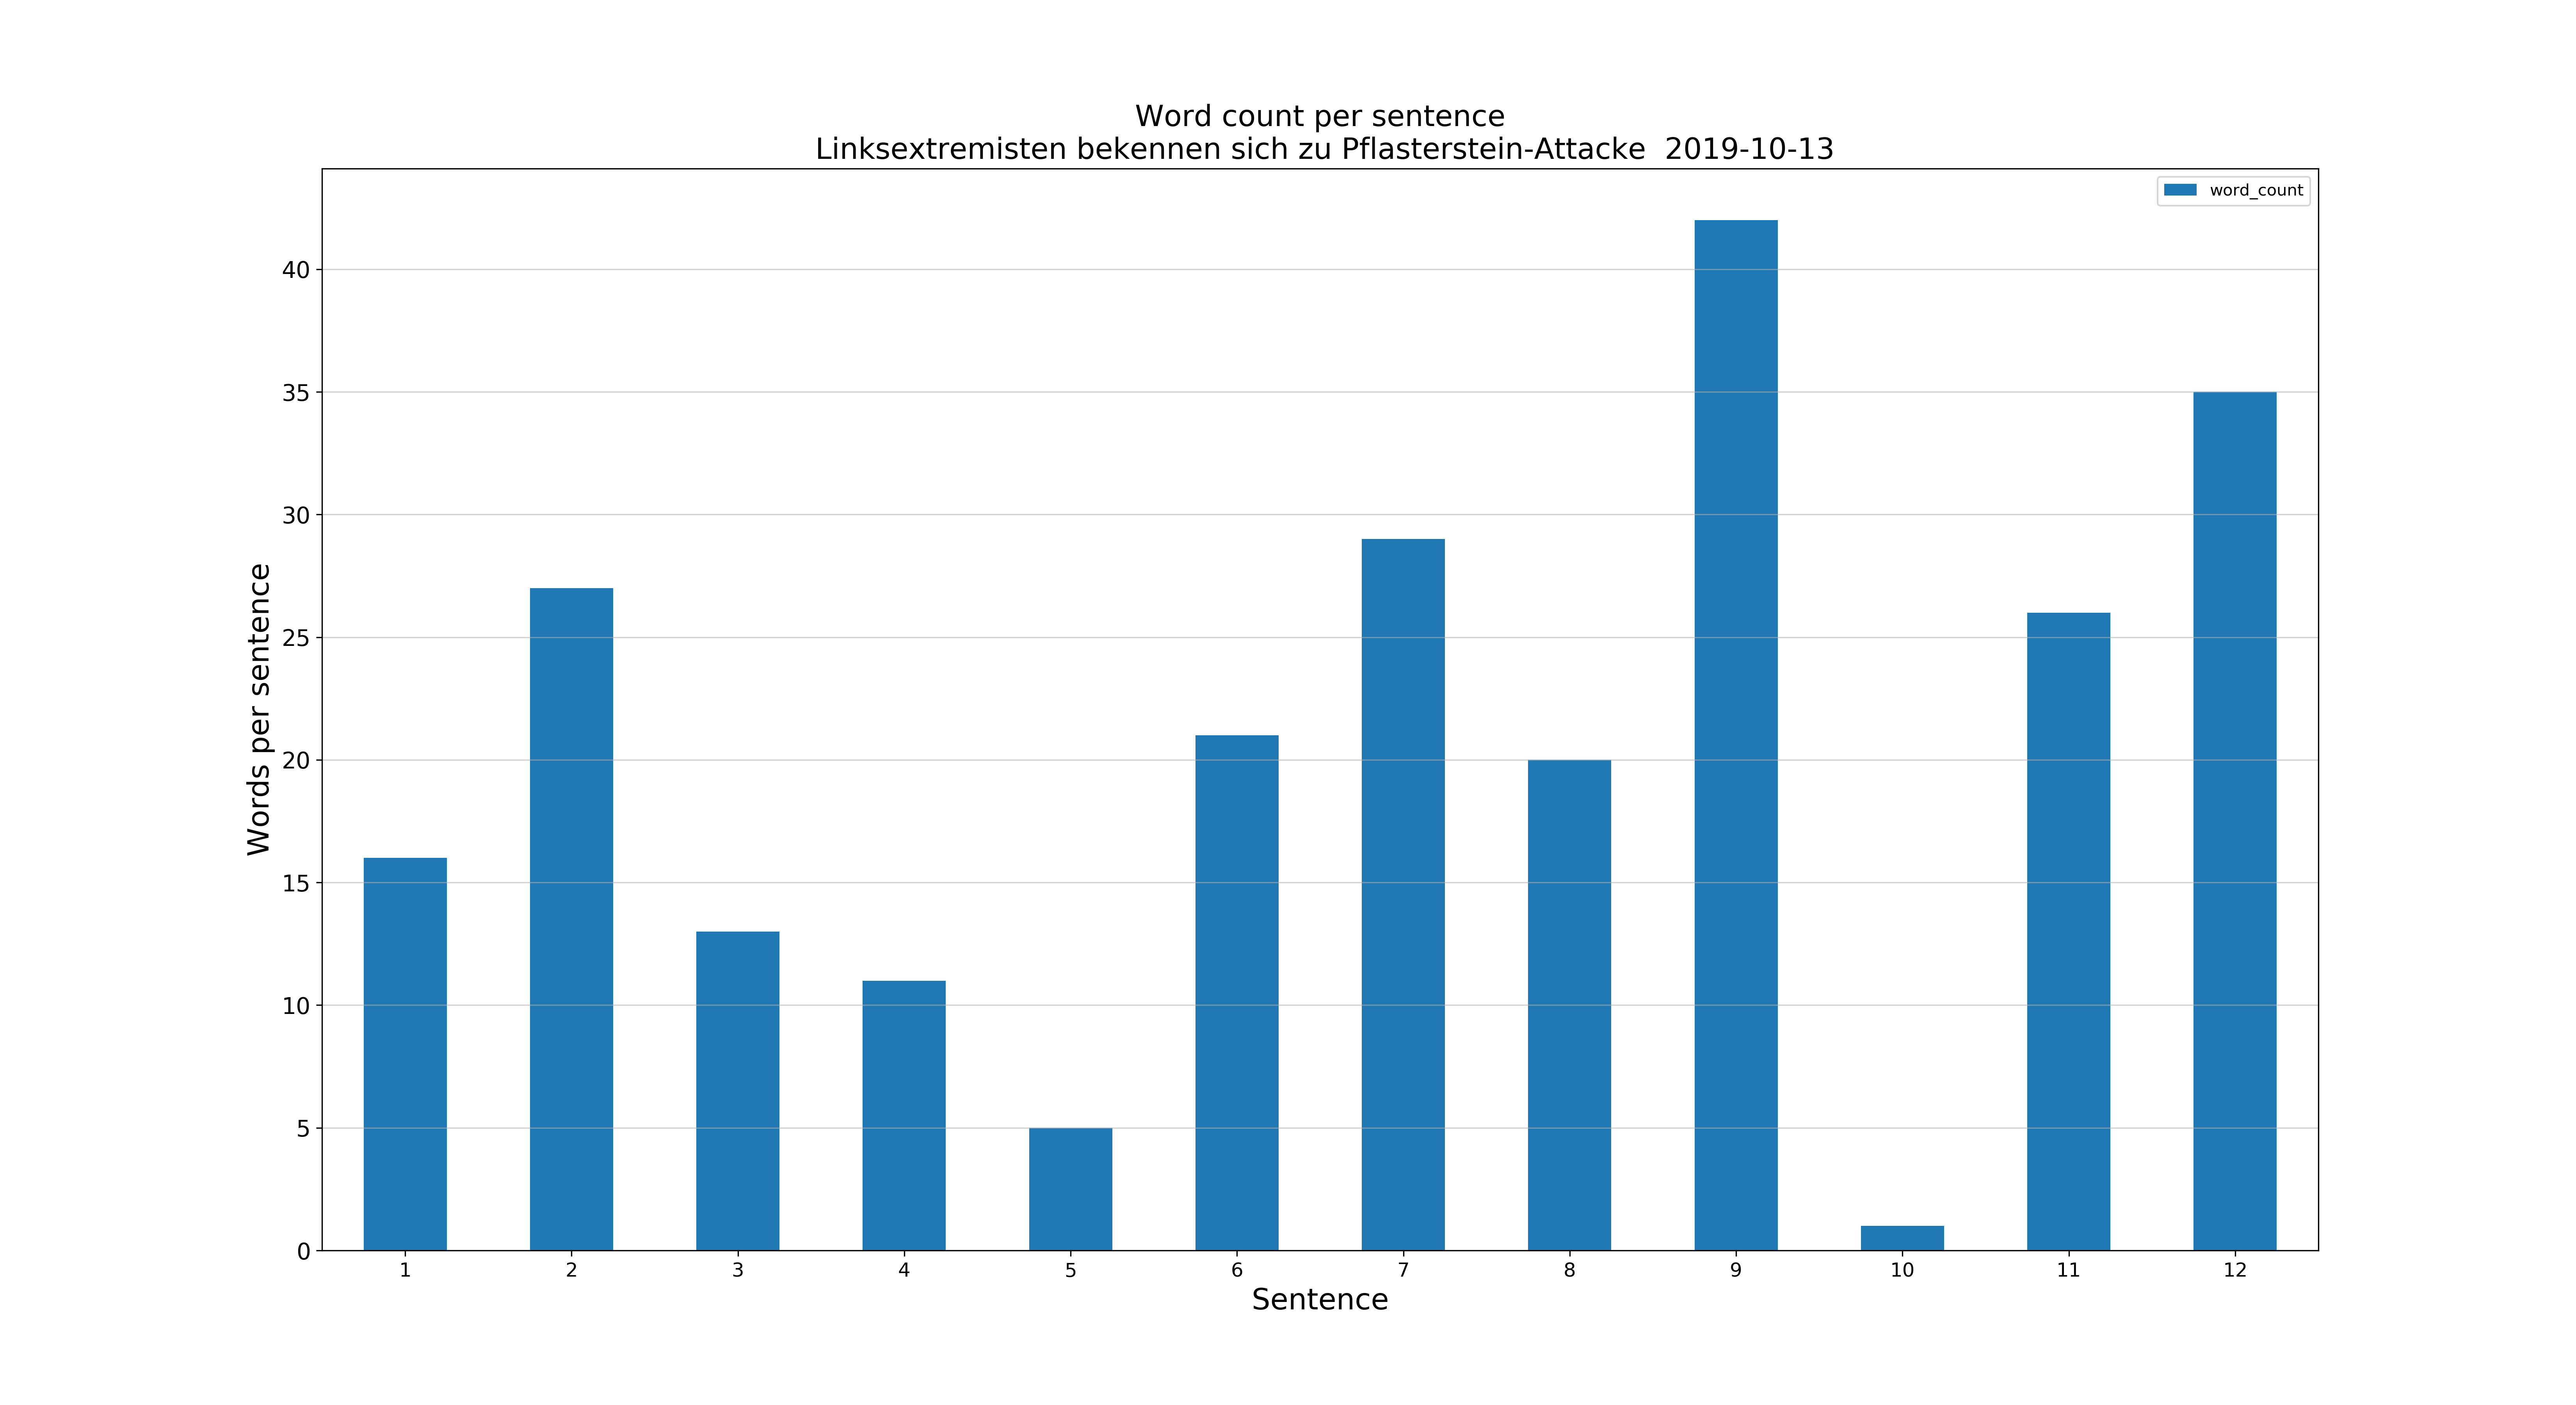 Word count per sentence
Linksextremisten bekennen sich zu Pflasterstein-Attacke  2019-10-13
word_count
40
35
30
25
20
15
10
5
0
Words per sentence
1 2 3 4 5 6 7 8 9 10 11 12
Sentence